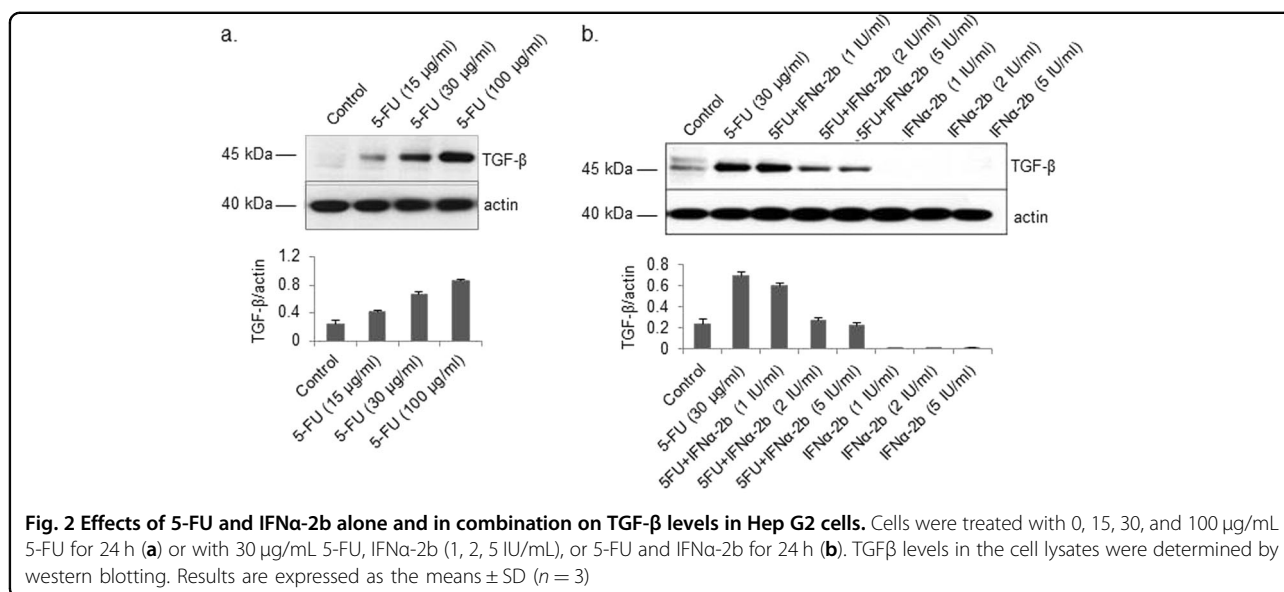 a.
Control
5-FU (15 µg/ml)
5-FU (30 µg/ml)
5-FU (100 µg/ml)
45 kDa
TGF-β
40 kDa
actin
TGF-β/actin
1.2
0.8
0.4
0
Control
5-FU (15 µg/ml)
5-FU (30 µg/ml)
5-FU (100 µg/ml)
b.
Control
5-FU (30 µg/ml)
5FU+IFNα-2b (1 IU/ml)
5FU+IFNα-2b (2 IU/ml)
5FU+IFNα-2b (5 IU/ml)
IFNα-2b (1 IU/ml)
IFNα-2b (2 IU/ml)
IFNα-2b (5 IU/ml)
45 kDa
TGF-β
40 kDa
actin
TGF-β/actin
0.8
0.6
0.4
0.2
0
Control
5-FU (30 µg/ml)
5FU+IFNα-2b (1 IU/ml)
5FU+IFNα-2b (2 IU/ml)
5FU+IFNα-2b (5 IU/ml)
IFNα-2b (1 IU/ml)
IFNα-2b (2 IU/ml)
IFNα-2b (5 IU/ml)
Fig. 2 Effects of 5-FU and IFNα-2b alone and in combination on TGF-β levels in Hep G2 cells. Cells were treated with 0, 15, 30, and 100 µg/mL
5-FU for 24 h (a) or with 30 µg/mL 5-FU, IFNα-2b (1, 2, 5 IU/mL), or 5-FU and IFNα-2b for 24 h (b). TGFβ levels in the cell lysates were determined by
western blotting. Results are expressed as the means ± SD (n = 3)